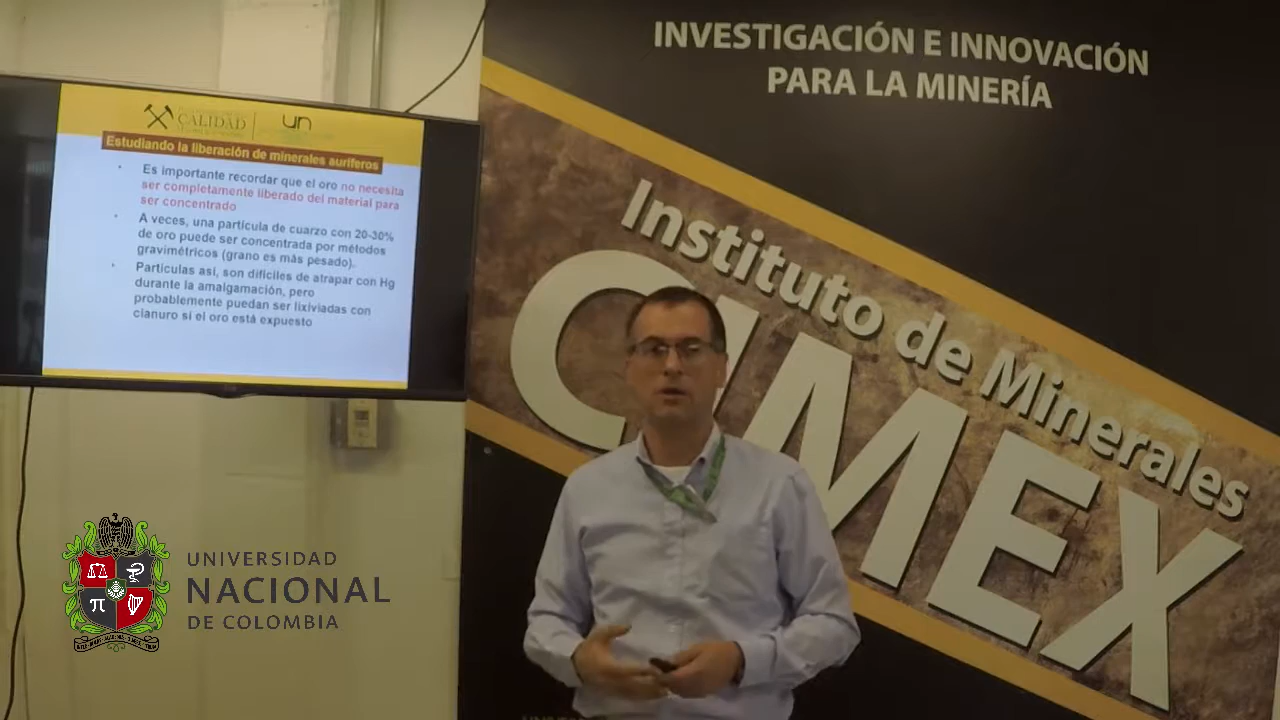 INVESTIGACIÓN E INNOVACIÓN
PARA LA MINERÍA
Instituto de Minerales
CIMEX
CALIDAD
un
Estudiando la liberación de minerales auríferos
Es importante recordar que el oro no necesita
ser completamente liberado del material para
ser concentrado
A veces, una partícula de cuarzo con 20-30%
de oro puede ser concentrada por métodos
gravimétricos (grano es más pesado).
Partículas así, son difíciles de atrapar con Hg
durante la amalgamación, pero
probablemente puedan ser lixiviadas con
cianuro si el oro está expuesto
UNIVERSIDAD
NACIONAL
DE COLOMBIA